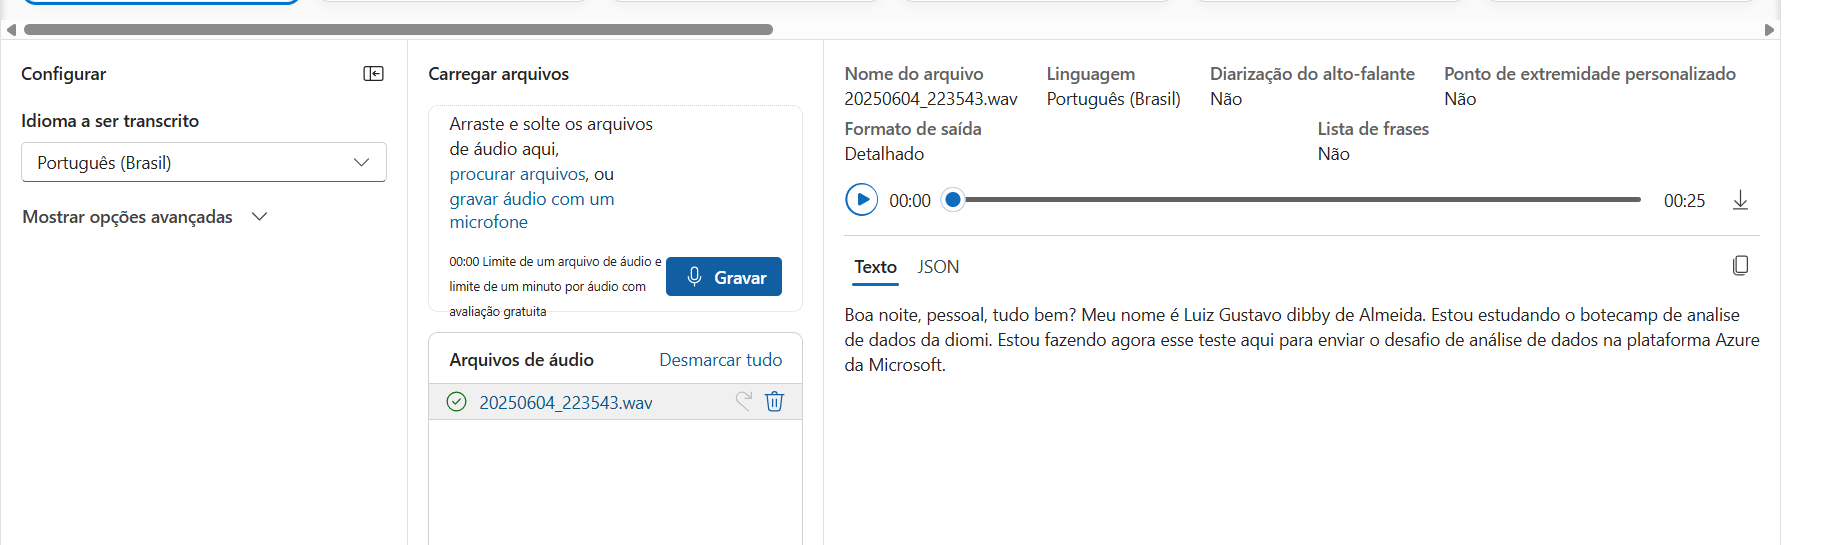 Configurar
Idioma a ser transcrito
Português (Brasil)
Mostrar opções avançadas
Carregar arquivos
Arraste e solte os arquivos
de áudio aqui,
procurar arquivos, ou
gravar áudio com um
microfone
00:00 Limite de um arquivo de áudio e
limite de um minuto por áudio com
avaliação gratuita
Gravar
Arquivos de áudio Desmarcar tudo
20250604_223543.wav
Nome do arquivo Linguagem Diarização do alto-falante Ponto de extremidade personalizado
20250604_223543.wav Português (Brasil) Não Não
Formato de saída Lista de frases
Detalhado Não
00:00 00:25
Texto JSON
Boa noite, pessoal, tudo bem? Meu nome é Luiz Gustavo dibby de Almeida. Estou estudando o botecamp de analise
de dados da diomi. Estou fazendo agora esse teste aqui para enviar o desafio de análise de dados na plataforma Azure
da Microsoft.